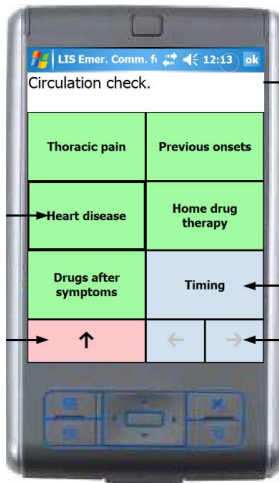 LIS Emer. Comm. f 12:13 ok
Circulation check.
Thoracic pain
Previous onsets
Heart disease
Home drug
therapy
Drugs after
symptoms
Timing
↑ ← →